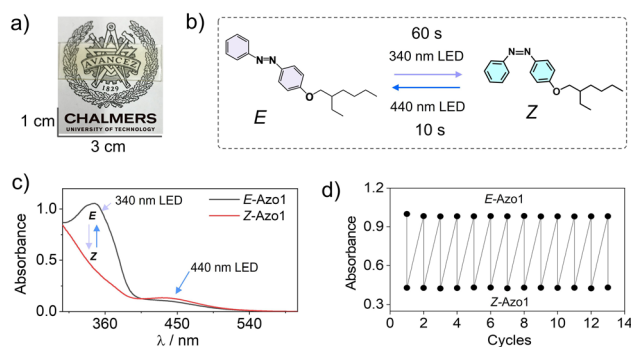 a)
AVANCEZ
1829
CHALMERS
UNIVERSITY OF TECHNOLOGY
1 cm
3 cm
b)
60 s
340 nm LED
440 nm LED
10 s
N=N
O
E
N=N
O
Z
c)
Absorbance
1.0
0.5
0.0
E
Z
340 nm LED
E-Azo1
Z-Azo1
440 nm LED
360
450
540
λ / nm
d)
Absorbance
1.2
0.9
0.6
0.3
E-Azo1
Z-Azo1
0
2
4
6
8
10
12
14
Cycles